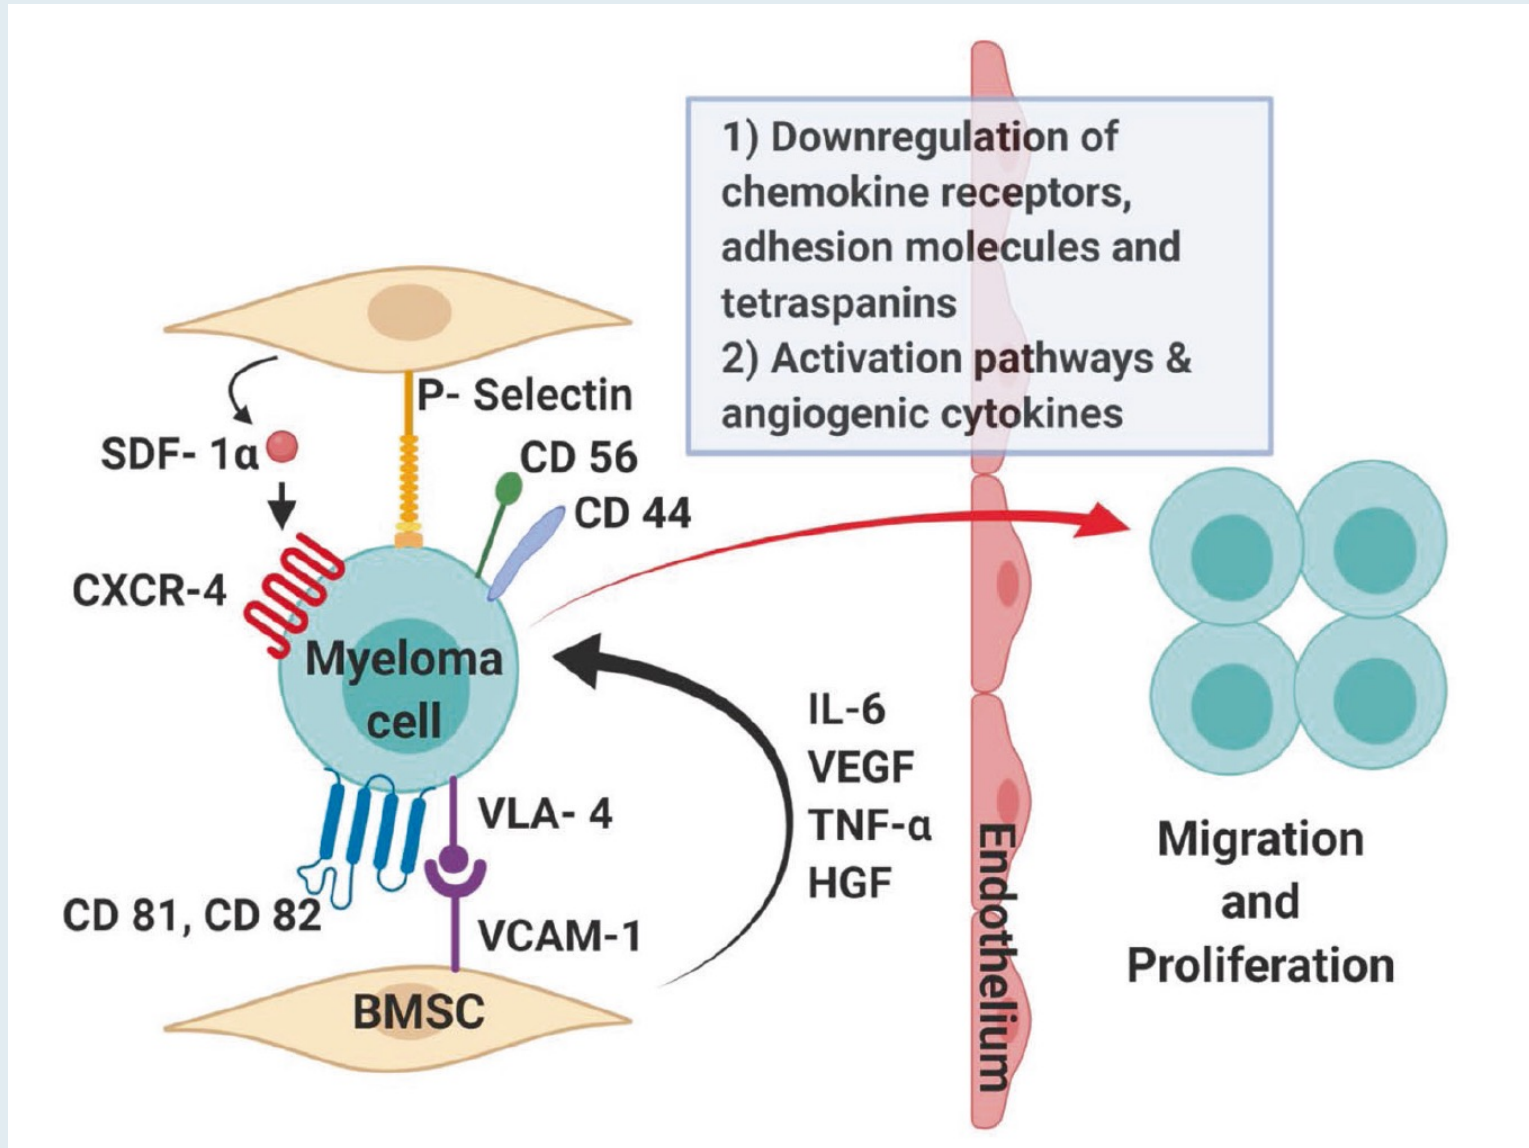 1) Downregulation of
chemokine receptors,
adhesion molecules and
tetraspanins
2) Activation pathways &
angiogenic cytokines
P- Selectin
SDF- 1α
CD 56
CD 44
CXCR-4
Myeloma
cell
IL-6
VEGF
TNF-α
HGF
VLA- 4
CD 81, CD 82
VCAM-1
BMSC
Endothelium
Migration
and
Proliferation